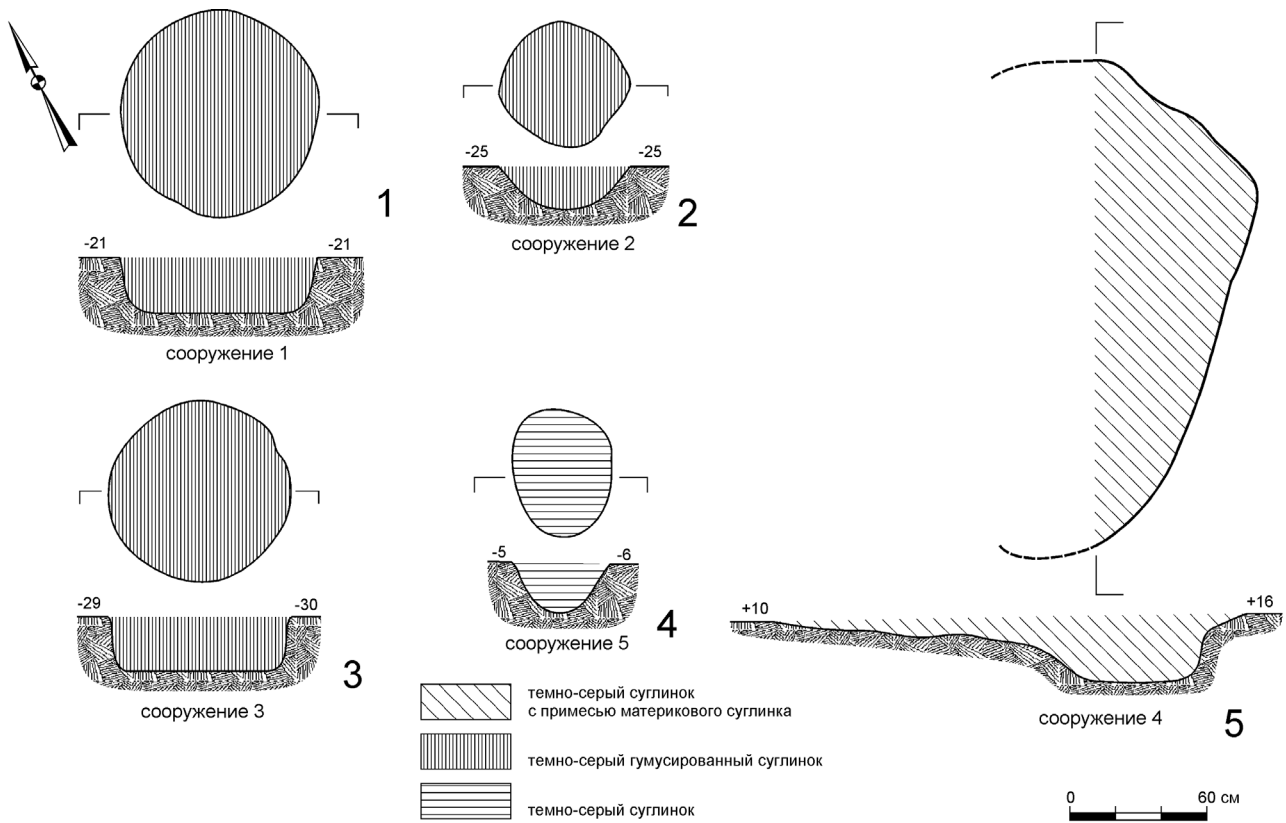 1
-21 -21
сооружение 1
-25 -25
2
сооружение 2
-29 -30
3
сооружение 3
-5 -6
4
сооружение 5
+10 +16
сооружение 4
5
темно-серый суглинок
с примесью материкового суглинка
темно-серый гумусированный суглинок
темно-серый суглинок
0 60 см